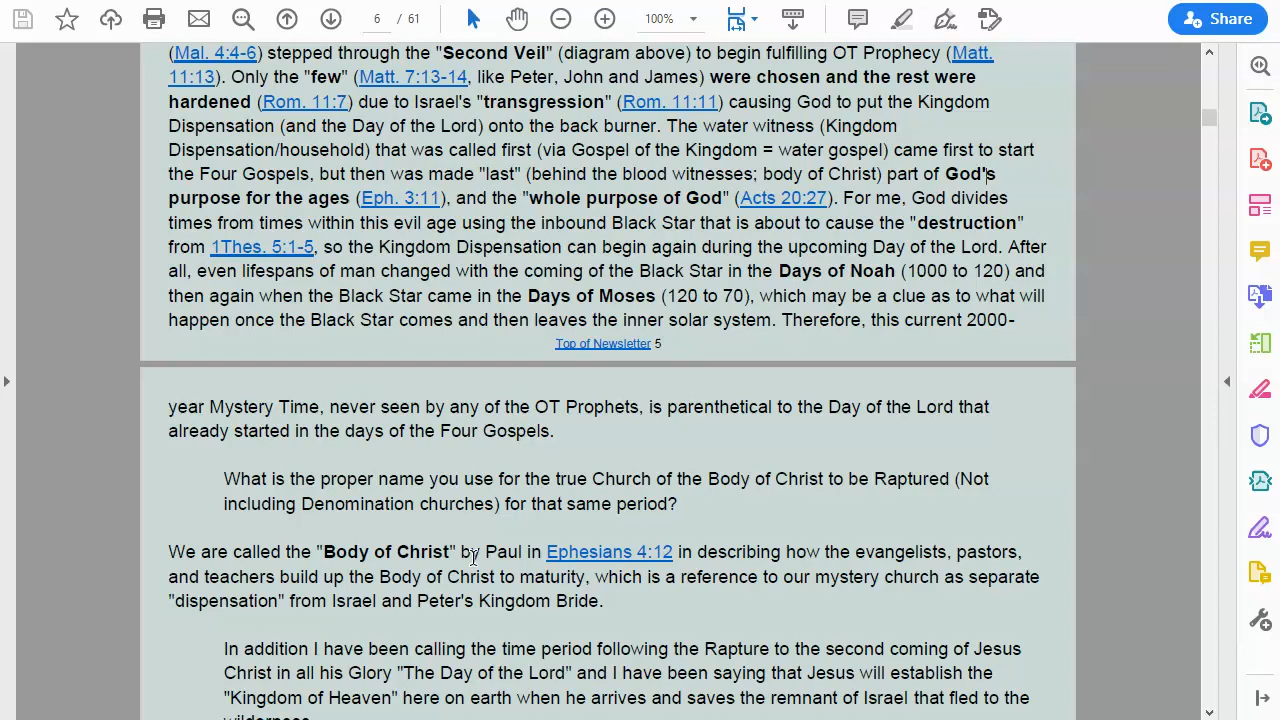 6 / 61
100%
Share
(Mal. 4:4-6) stepped through the "Second Veil" (diagram above) to begin fulfilling OT Prophecy (Matt.
11:13). Only the "few" (Matt. 7:13-14, like Peter, John and James) were chosen and the rest were
hardened (Rom. 11:7) due to Israel's "transgression" (Rom. 11:11) causing God to put the Kingdom
Dispensation (and the Day of the Lord) onto the back burner. The water witness (Kingdom
Dispensation/household) that was called first (via Gospel of the Kingdom = water gospel) came first to start
the Four Gospels, but then was made "last" (behind the blood witnesses; body of Christ) part of God's
purpose for the ages (Eph. 3:11), and the "whole purpose of God" (Acts 20:27). For me, God divides
times from times within this evil age using the inbound Black Star that is about to cause the "destruction"
from 1Thes. 5:1-5, so the Kingdom Dispensation can begin again during the upcoming Day of the Lord. After
all, even lifespans of man changed with the coming of the Black Star in the Days of Noah (1000 to 120) and
then again when the Black Star came in the Days of Moses (120 to 70), which may be a clue as to what will
happen once the Black Star comes and then leaves the inner solar system. Therefore, this current 2000-
Top of Newsletter 5
year Mystery Time, never seen by any of the OT Prophets, is parenthetical to the Day of the Lord that
already started in the days of the Four Gospels.
What is the proper name you use for the true Church of the Body of Christ to be Raptured (Not
including Denomination churches) for that same period?
We are called the "Body of Christ" by Paul in Ephesians 4:12 in describing how the evangelists, pastors,
and teachers build up the Body of Christ to maturity, which is a reference to our mystery church as separate
"dispensation" from Israel and Peter's Kingdom Bride.
In addition I have been calling the time period following the Rapture to the second coming of Jesus
Christ in all his Glory "The Day of the Lord" and I have been saying that Jesus will establish the
"Kingdom of Heaven" here on earth when he arrives and saves the remnant of Israel that fled to the
wilderness.